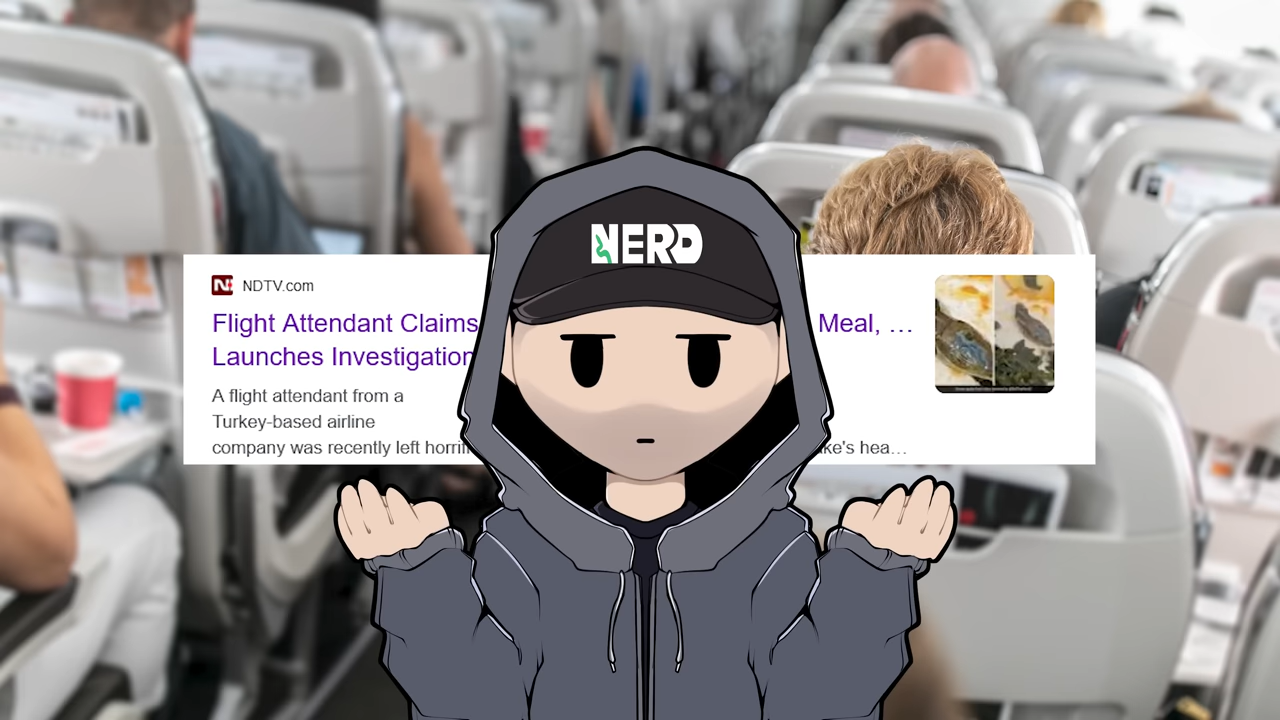 NERD
NDTV.com
Flight Attendant Claims Meal, …
Launches Investigation
A flight attendant from a
Turkey-based airline
company was recently left horrif ke's hea…